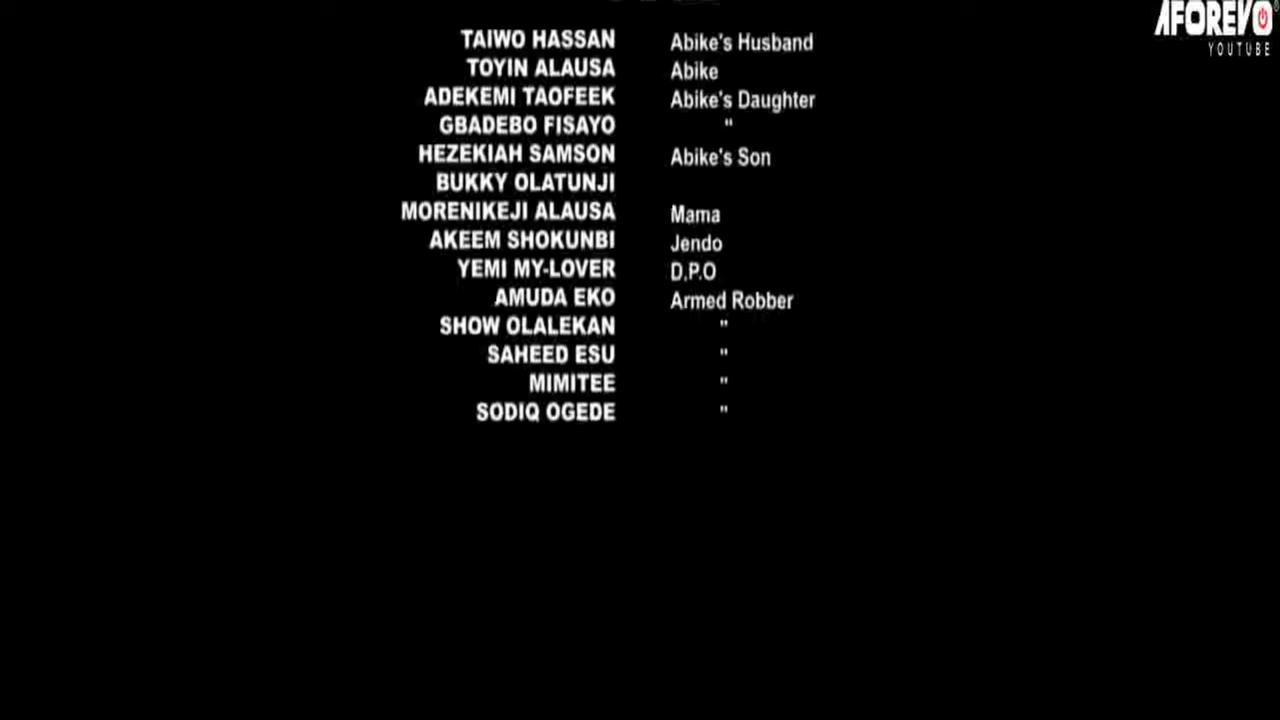 AFOREVO
YOUTUBE
TAIWO HASSAN Abike's Husband
TOYIN ALAUSA Abike
ADEKEMI TAOFEEK Abike's Daughter
GBADEBO FISAYO "
HEZEKIAH SAMSON Abike's Son
BUKKY OLATUNJI
MORENIKEJI ALAUSA Mama
AKEEM SHOKUNBI Jendo
YEMI MY-LOVER D.P.O
AMUDA EKO Armed Robber
SHOW OLALEKAN "
SAHEED ESU "
MIMITEE "
SODIQ OGEDE "